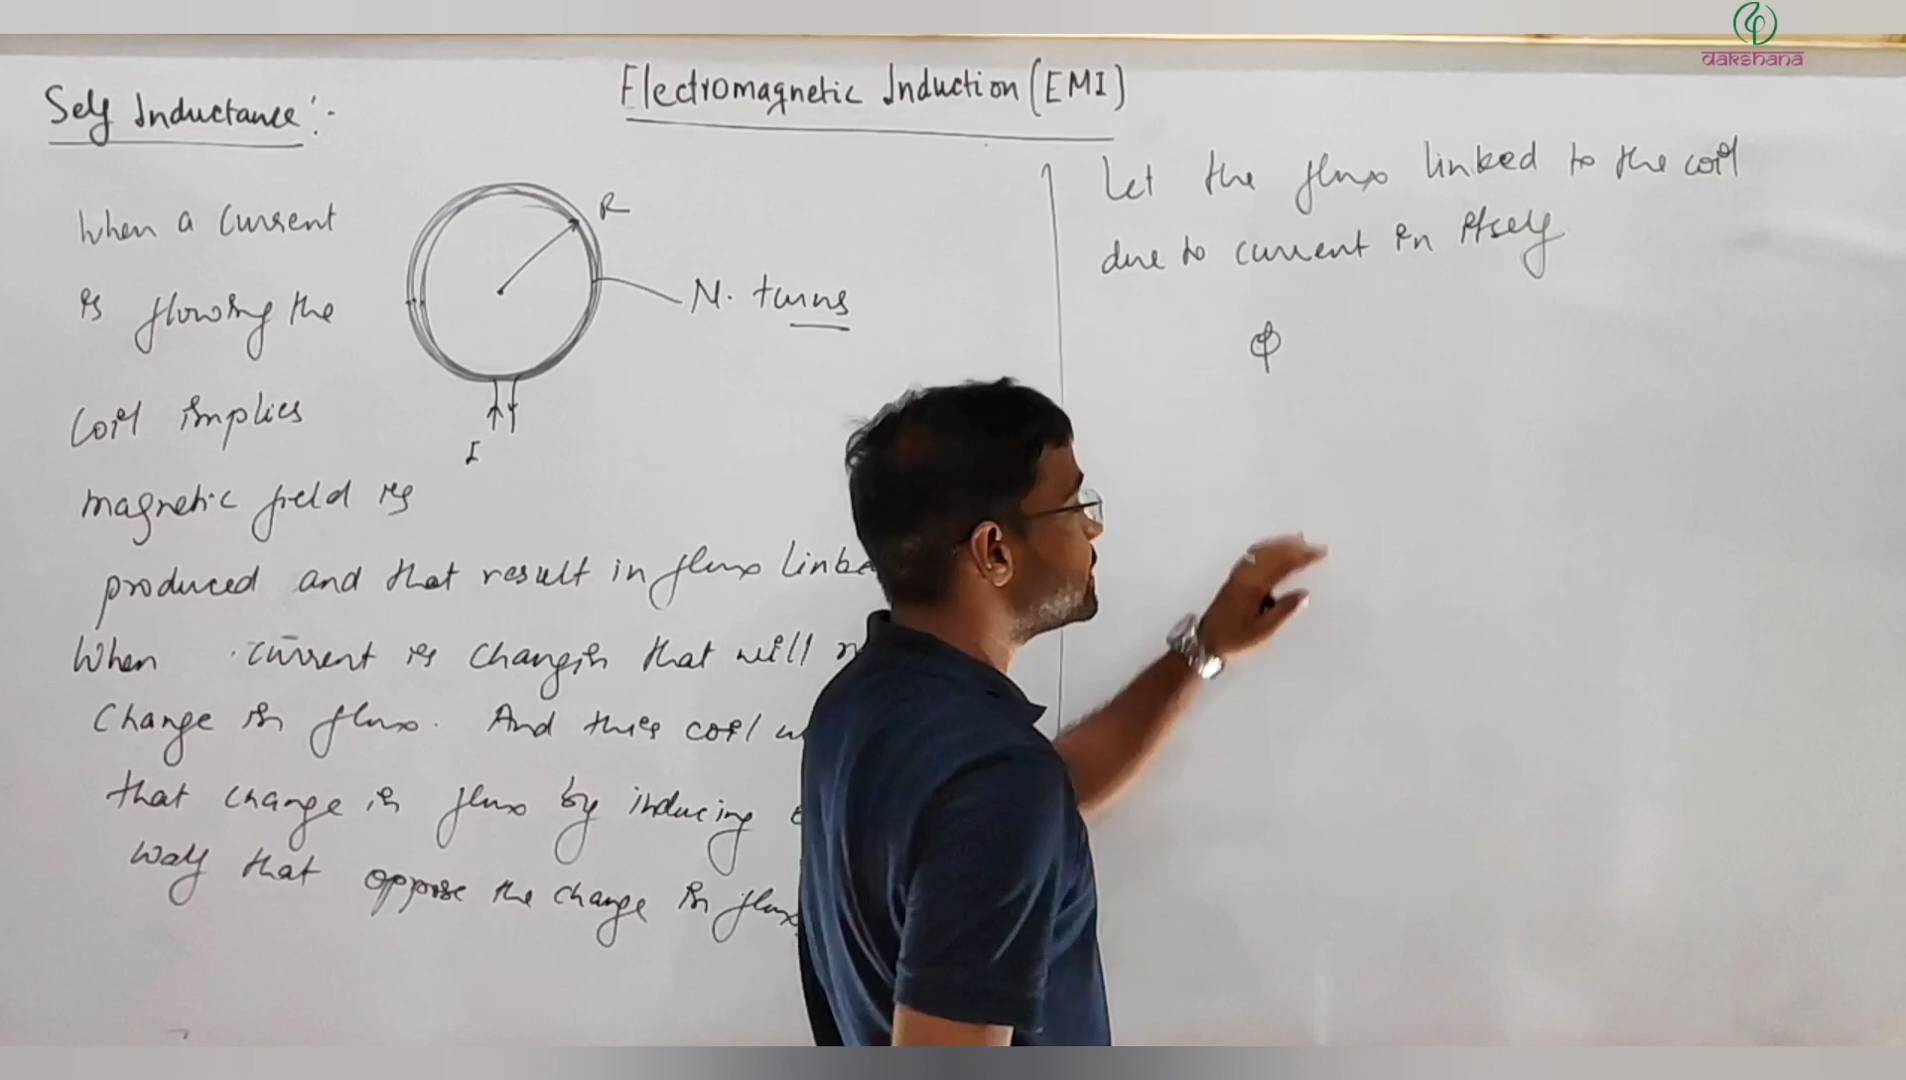 dakshana
Electromagnetic Induction (EMI)
Self Inductance :-
When a current
is flowing the
coil implies
magnetic field is
produced and that result in flux
When current is changin that will
Change in flux. And this coil
that change in flux by inducing
way that oppose the change in flux
R
N. turns
I
Let the flux linked to the coil
due to current in itself
ϕ